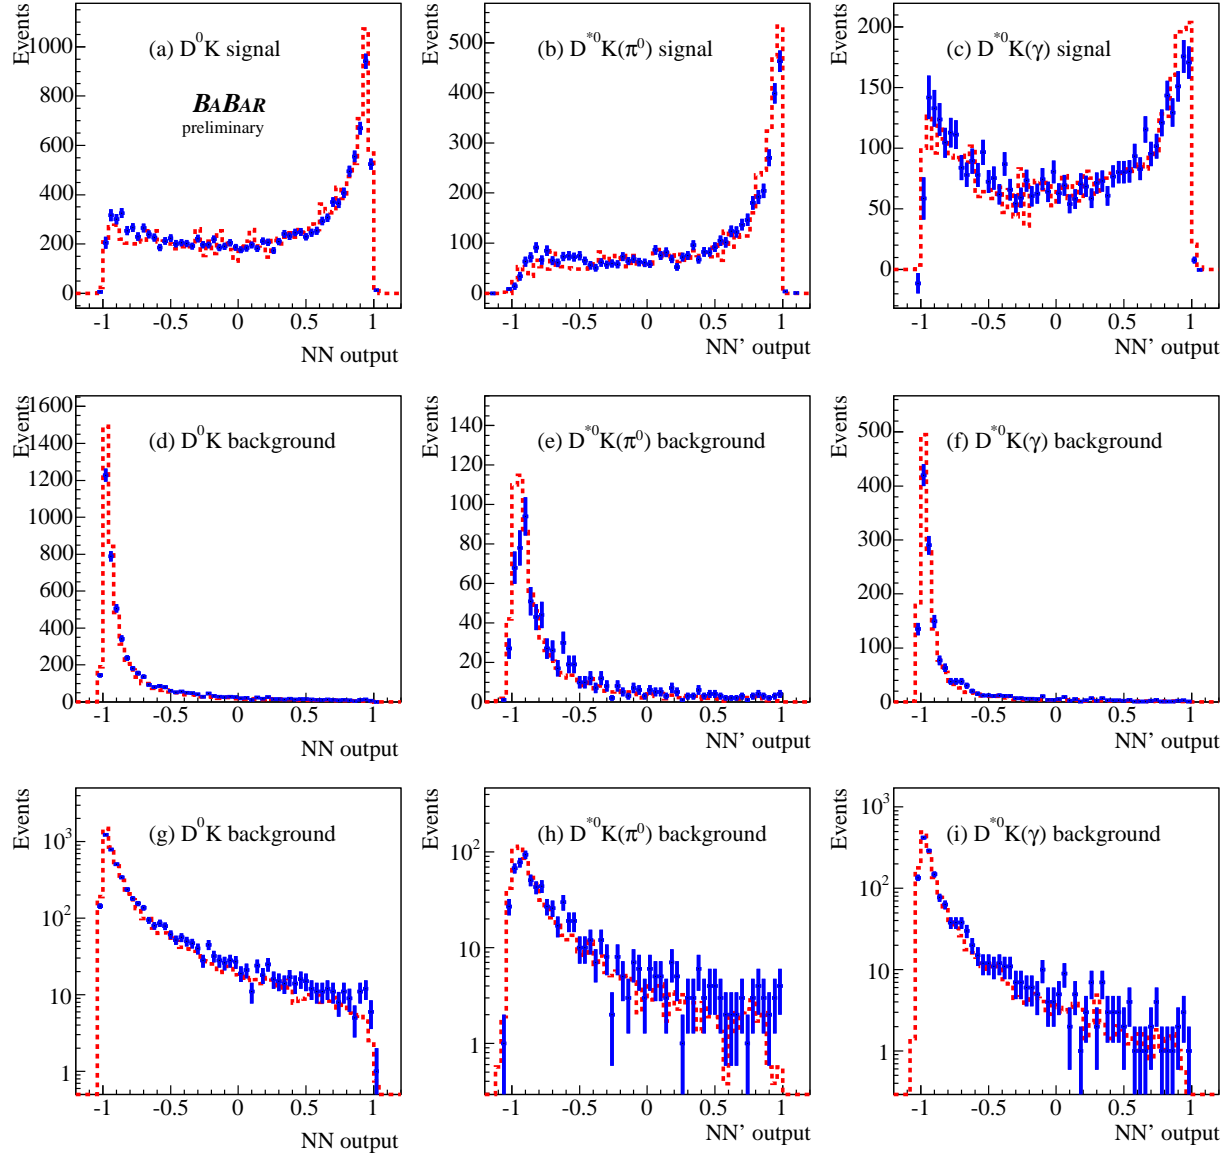 Events
(a) D⁰K signal
BABAR
preliminary
1000
800
600
400
200
0
-1 -0.5 0 0.5 1
NN output
Events
(b) D*⁰K(π⁰) signal
500
400
300
200
100
0
-1 -0.5 0 0.5 1
NN’ output
Events
(c) D*⁰K(γ) signal
200
150
100
50
0
-1 -0.5 0 0.5 1
NN’ output
Events
(d) D⁰K background
1600
1400
1200
1000
800
600
400
200
0
-1 -0.5 0 0.5 1
NN output
Events
(e) D*⁰K(π⁰) background
140
120
100
80
60
40
20
0
-1 -0.5 0 0.5 1
NN’ output
Events
(f) D*⁰K(γ) background
500
400
300
200
100
0
-1 -0.5 0 0.5 1
NN’ output
Events
(g) D⁰K background
10³
10²
10
1
-1 -0.5 0 0.5 1
NN output
Events
(h) D*⁰K(π⁰) background
10²
10
1
-1 -0.5 0 0.5 1
NN’ output
Events
(i) D*⁰K(γ) background
10³
10²
10
1
-1 -0.5 0 0.5 1
NN’ output